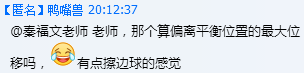 【匿名】鸭嘴兽 20:12:37
@秦福文老师 老师，那个算偏离平衡位置的最大位
移吗，有点擦边球的感觉